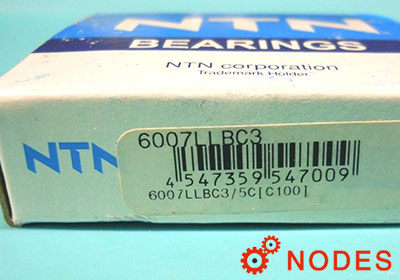 NTN
BEARINGS
NTN corporation
Trademark Holder
NTN
6007LLBC3
4 547359 547009
6007LLBC3/5C[C100]
NODES